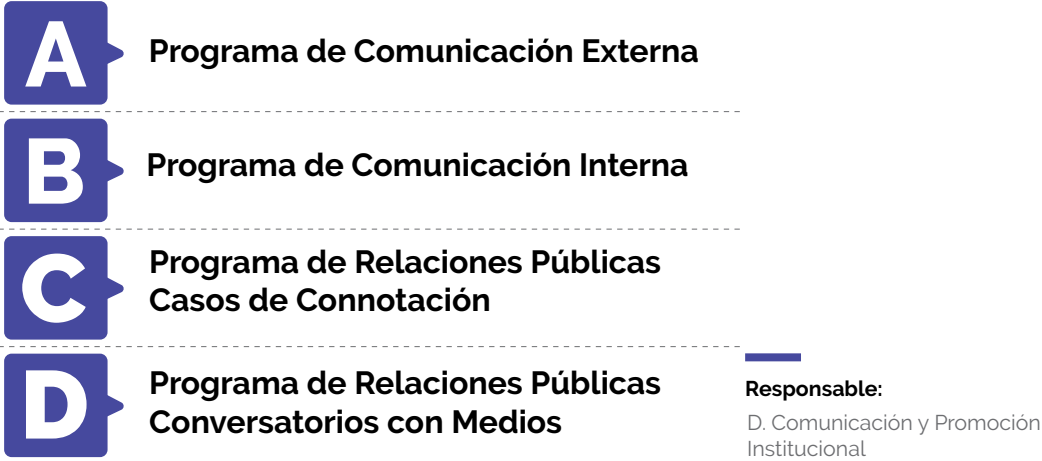 A
Programa de Comunicación Externa
B
Programa de Comunicación Interna
C
Programa de Relaciones Públicas
Casos de Connotación
D
Programa de Relaciones Públicas
Conversatorios con Medios
Responsable:
D. Comunicación y Promoción
Institucional